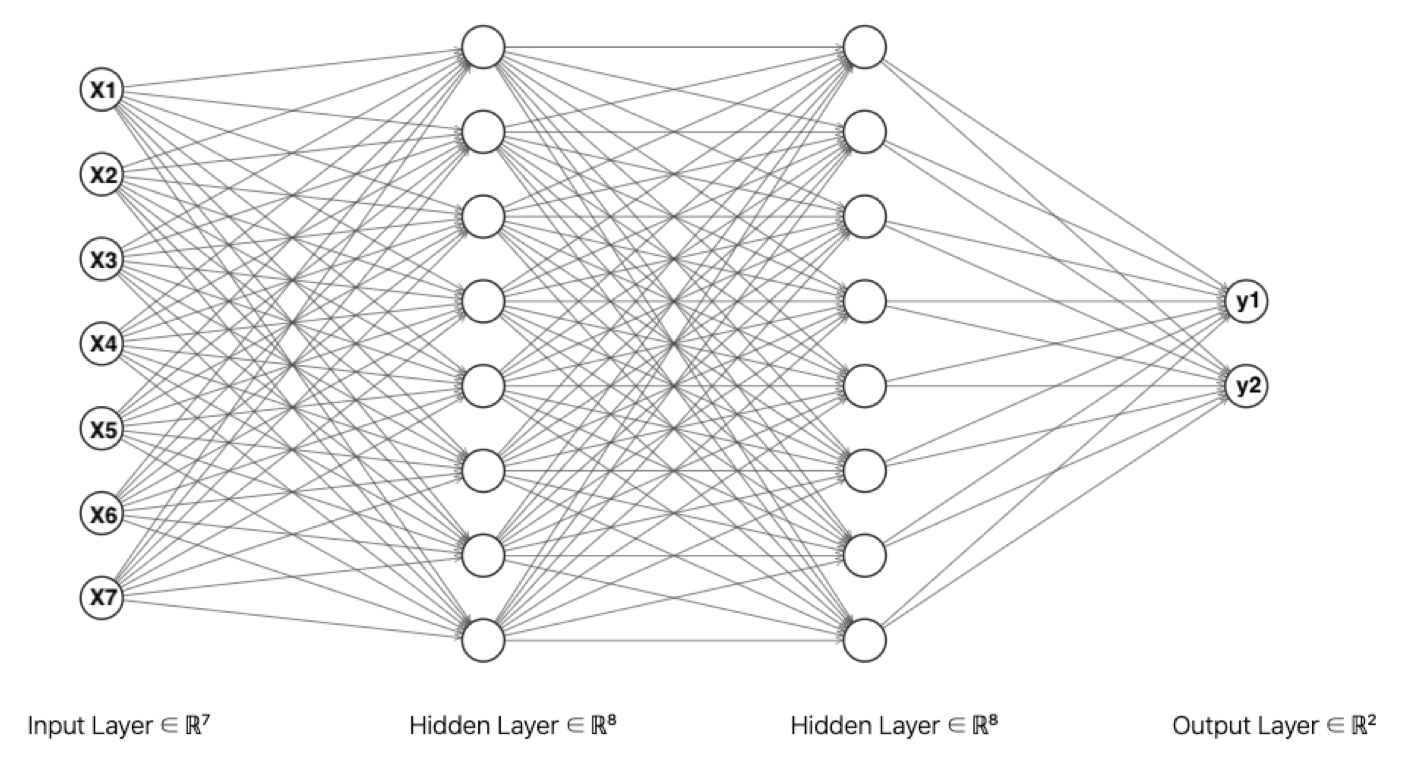 X1
X2
X3
X4
X5
X6
X7
y1
y2
Input Layer ∈ ℝ⁷
Hidden Layer ∈ ℝ⁸
Hidden Layer ∈ ℝ⁸
Output Layer ∈ ℝ²